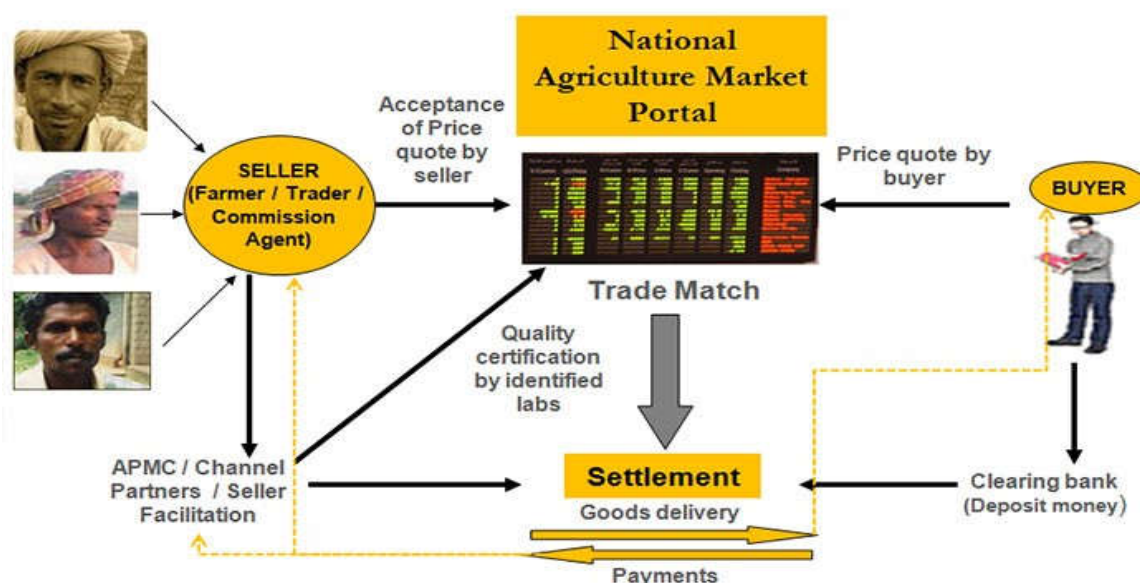 National
Agriculture Market
Portal
Acceptance
of Price
quote by
seller
SELLER
(Farmer / Trader /
Commission
Agent)
Price quote by
buyer
BUYER
Trade Match
Quality
certification
by identified
labs
APMC / Channel
Partners / Seller
Facilitation
Settlement
Goods delivery
Clearing bank
(Deposit money)
Payments